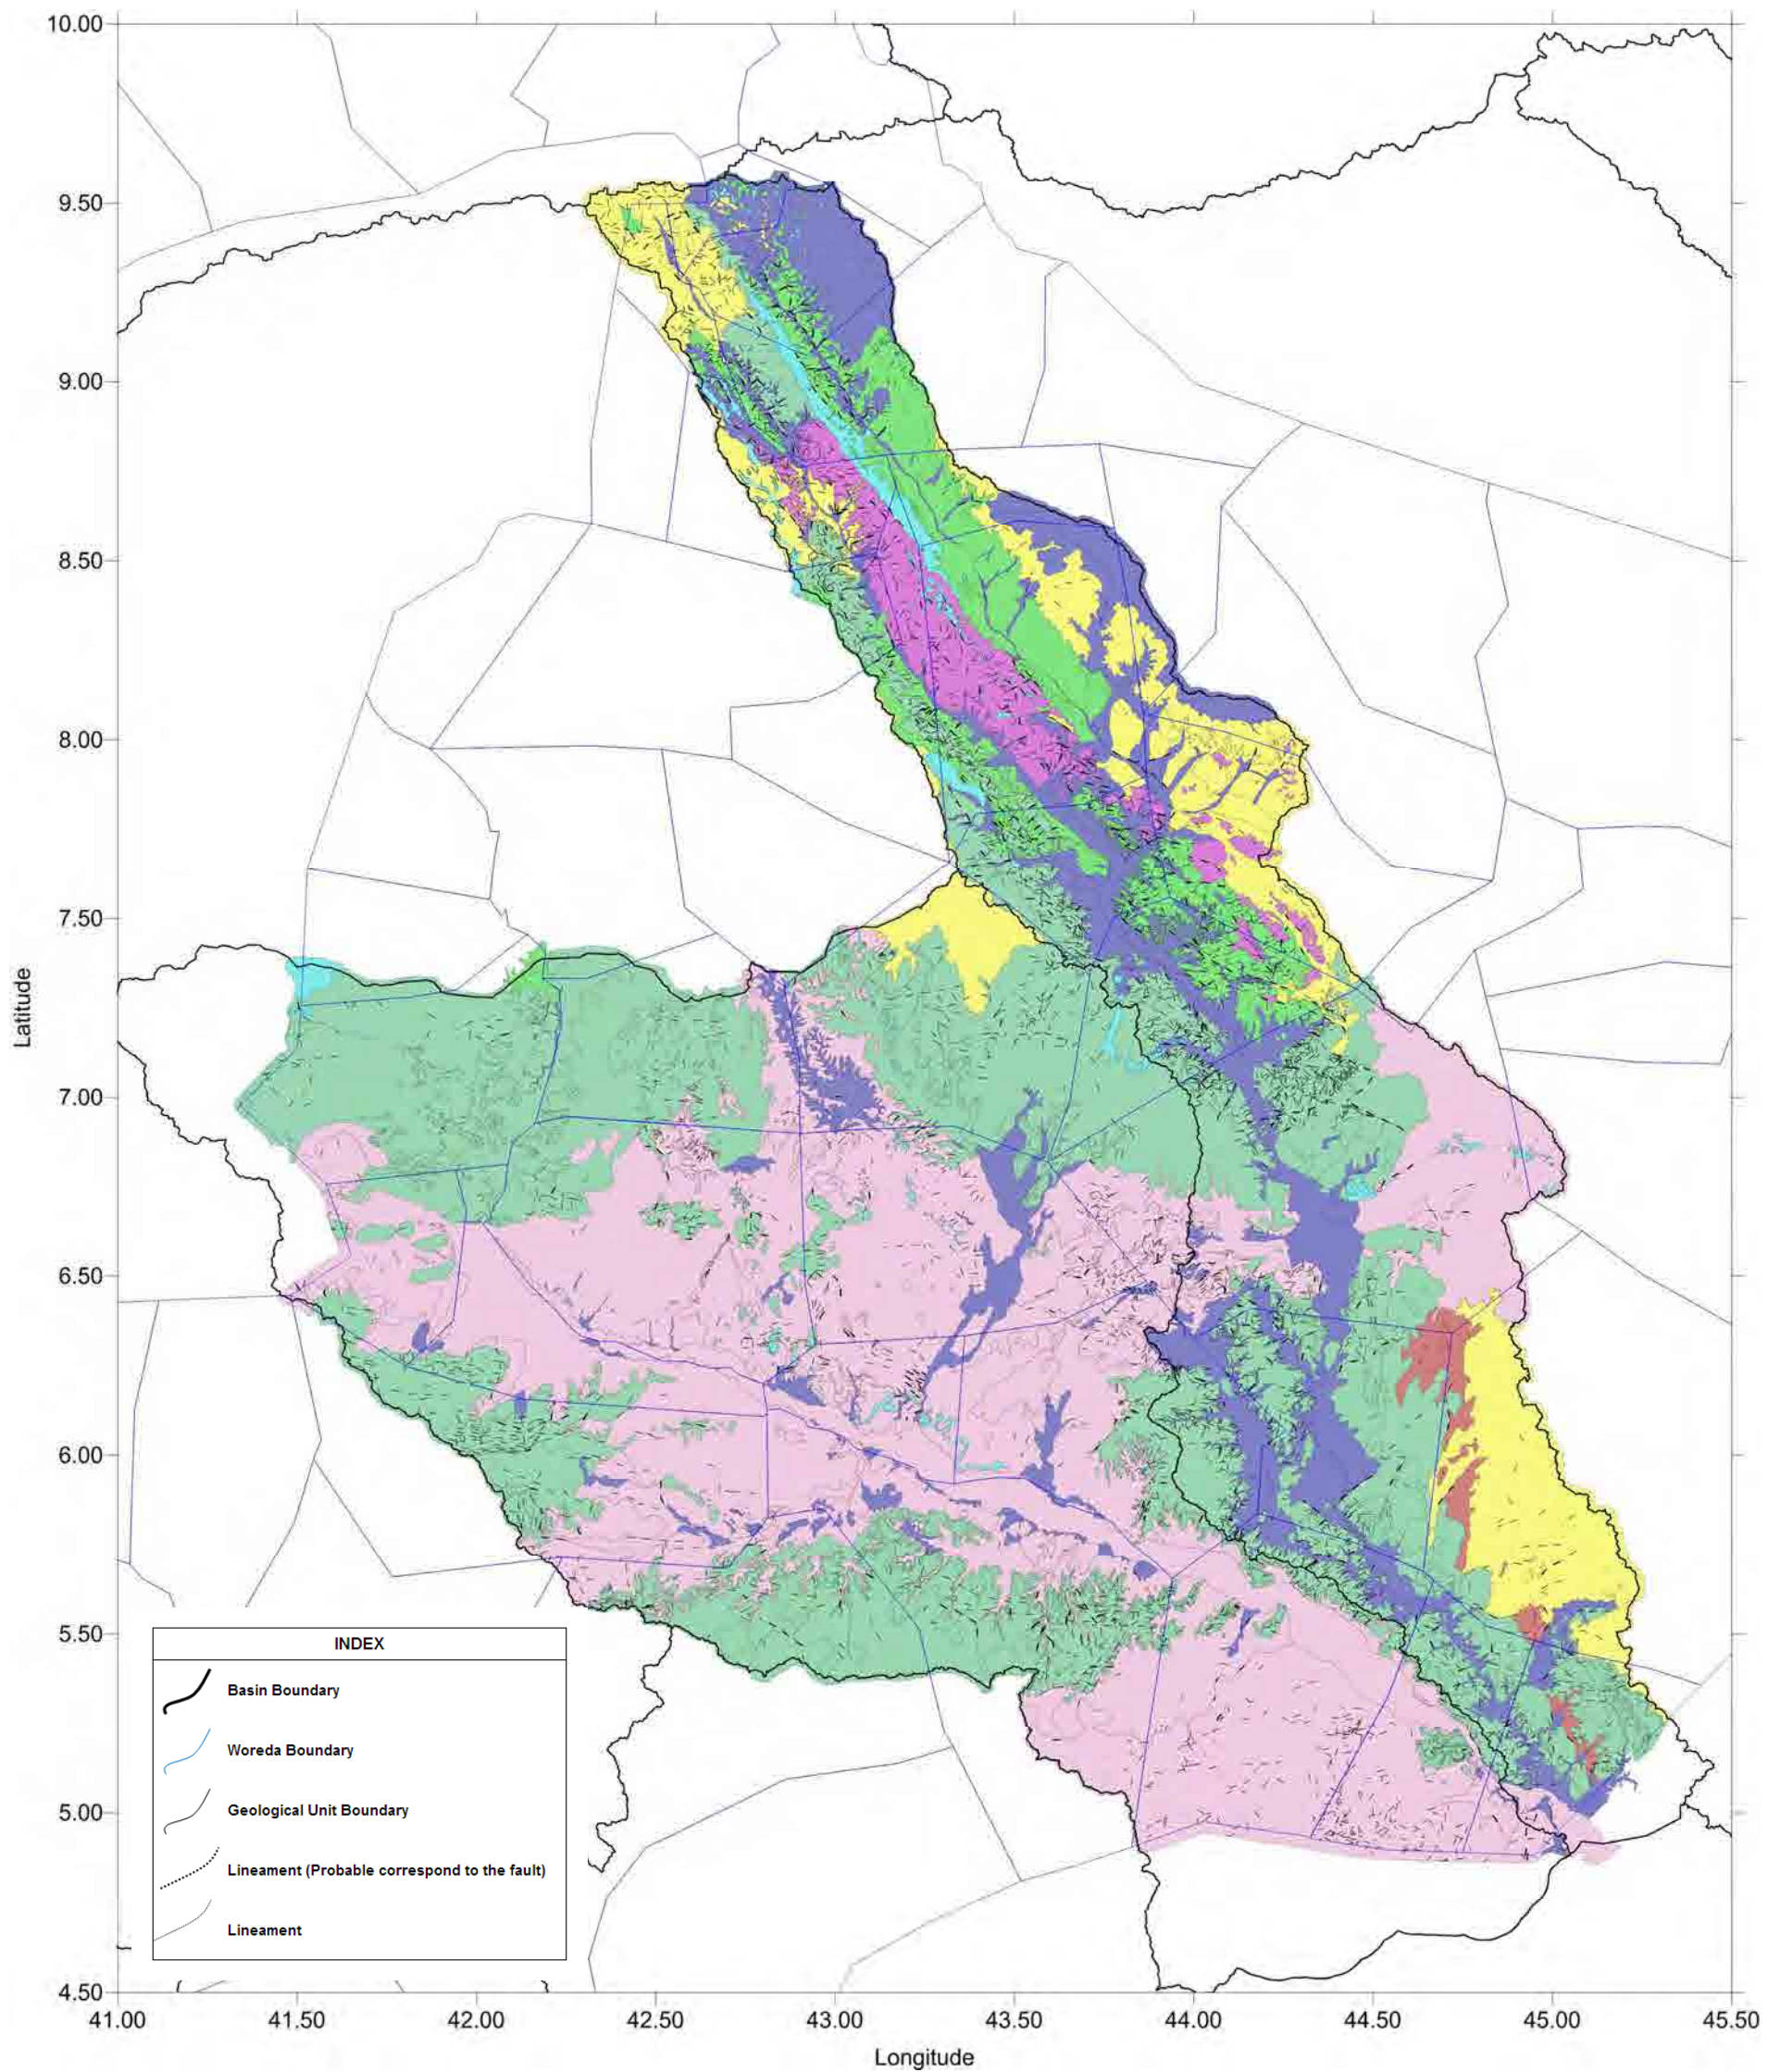 10.00
9.50
9.00
8.50
8.00
7.50
7.00
6.50
6.00
5.50
5.00
4.50
Latitude
INDEX
Basin Boundary
Woreda Boundary
Geological Unit Boundary
Lineament (Probable correspond to the fault)
Lineament
41.00 41.50 42.00 42.50 43.00 43.50 44.00 44.50 45.00 45.50
Longitude